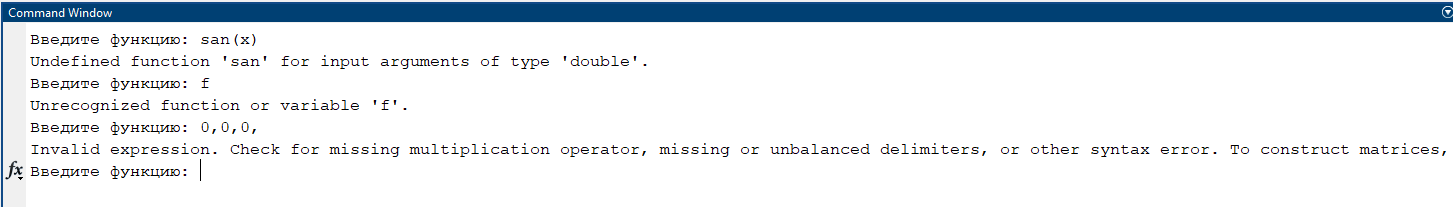 Command Window
Введите функцию: san(x)
Undefined function 'san' for input arguments of type 'double'.
Введите функцию: f
Unrecognized function or variable 'f'.
Введите функцию: 0,0,0,
Invalid expression. Check for missing multiplication operator, missing or unbalanced delimiters, or other syntax error. To construct matrices,
fx Введите функцию: